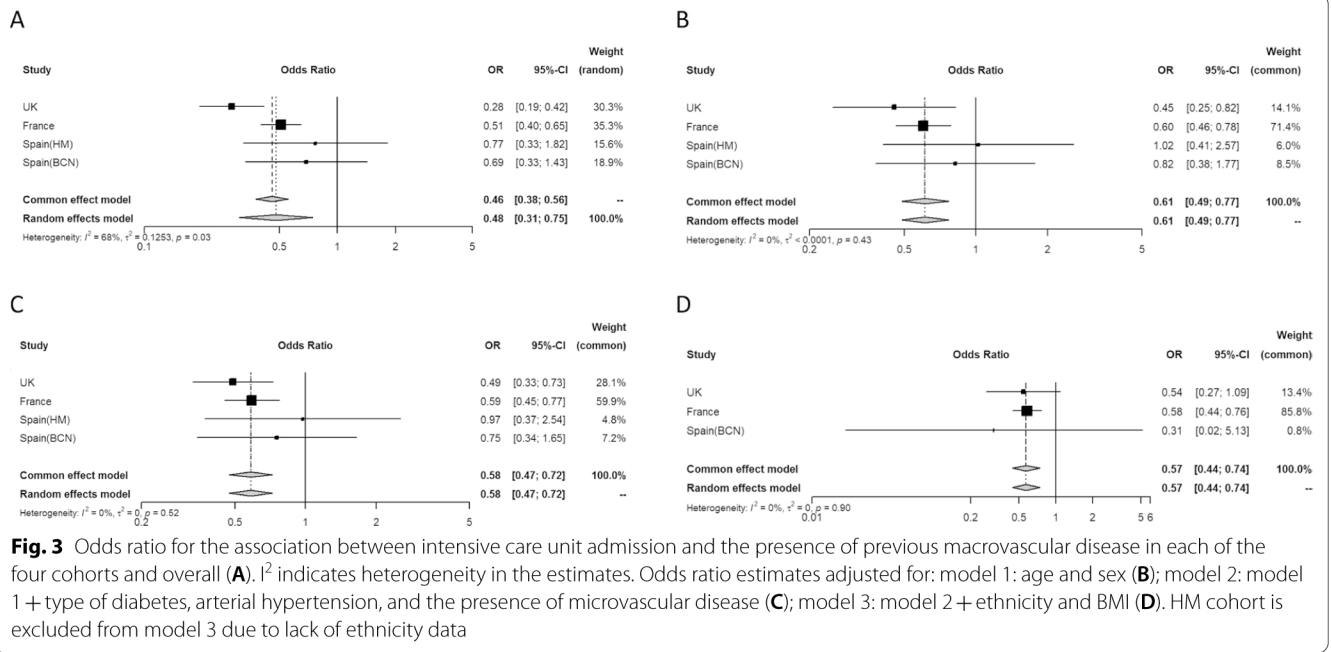 A
Weight
Study Odds Ratio OR 95%-CI (random)
UK 0.28 [0.19; 0.42] 30.3%
France 0.51 [0.40; 0.65] 35.3%
Spain(HM) 0.77 [0.33; 1.82] 15.6%
Spain(BCN) 0.69 [0.33; 1.43] 18.9%
Common effect model 0.46 [0.38; 0.56] --
Random effects model 0.48 [0.31; 0.75] 100.0%
Heterogeneity: I² = 68%, τ² = 0.1253, p = 0.03
0.1 0.5 1 2 5
B
Weight
Study Odds Ratio OR 95%-CI (common)
UK 0.45 [0.25; 0.82] 14.1%
France 0.60 [0.46; 0.78] 71.4%
Spain(HM) 1.02 [0.41; 2.57] 6.0%
Spain(BCN) 0.82 [0.38; 1.77] 8.5%
Common effect model 0.61 [0.49; 0.77] 100.0%
Random effects model 0.61 [0.49; 0.77] --
Heterogeneity: I² = 0%, τ² < 0.0001, p = 0.43
0.2 0.5 1 2 5
C
Weight
Study Odds Ratio OR 95%-CI (common)
UK 0.49 [0.33; 0.73] 28.1%
France 0.59 [0.45; 0.77] 59.9%
Spain(HM) 0.97 [0.37; 2.54] 4.8%
Spain(BCN) 0.75 [0.34; 1.65] 7.2%
Common effect model 0.58 [0.47; 0.72] 100.0%
Random effects model 0.58 [0.47; 0.72] --
Heterogeneity: I² = 0%, τ² = 0, p = 0.52
0.2 0.5 1 2 5
D
Weight
Study Odds Ratio OR 95%-CI (common)
UK 0.54 [0.27; 1.09] 13.4%
France 0.58 [0.44; 0.76] 85.8%
Spain(BCN) 0.31 [0.02; 5.13] 0.8%
Common effect model 0.57 [0.44; 0.74] 100.0%
Random effects model 0.57 [0.44; 0.74] --
Heterogeneity: I² = 0%, τ² = 0, p = 0.90
0.01 0.2 0.5 1 2 5 6
Fig. 3 Odds ratio for the association between intensive care unit admission and the presence of previous macrovascular disease in each of the
four cohorts and overall (A). I² indicates heterogeneity in the estimates. Odds ratio estimates adjusted for: model 1: age and sex (B); model 2: model
1 + type of diabetes, arterial hypertension, and the presence of microvascular disease (C); model 3: model 2 + ethnicity and BMI (D). HM cohort is
excluded from model 3 due to lack of ethnicity data